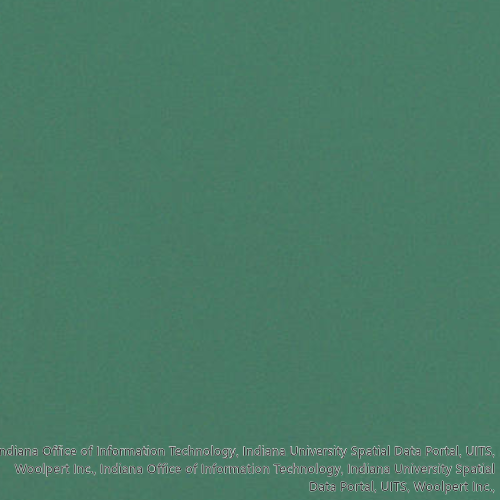 ndiana Office of Information Technology, Indiana University Spatial Data Portal, UITS,
Woolpert Inc., Indiana Office of Information Technology, Indiana University Spatial
Data Portal, UITS, Woolpert Inc.,